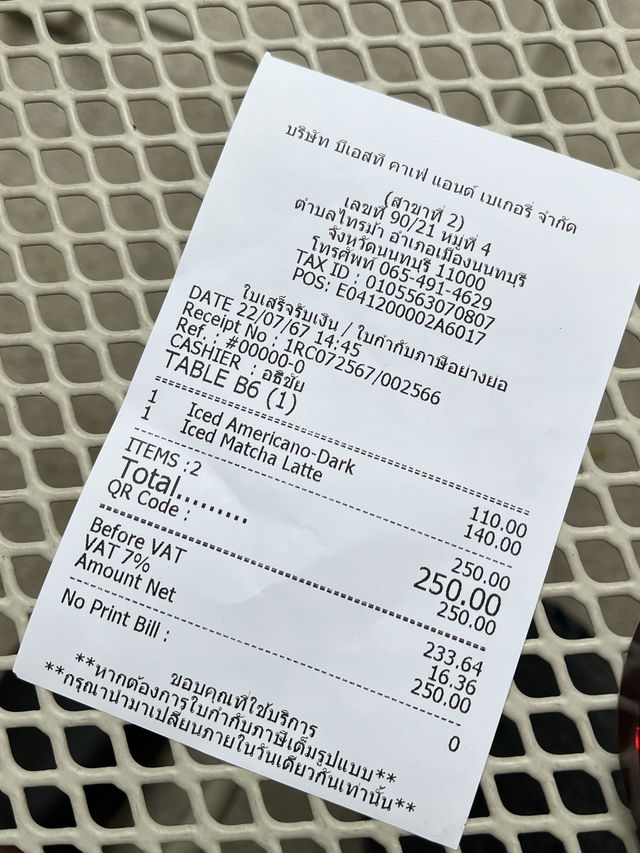 บริษัท บีเอสที คาเฟ่ แอนด์ เบเกอรี่ จำกัด
(สาขาที่ 2)
เลขที่ 90/21 หมู่ที่ 4
ตำบลไทรม้า อำเภอเมืองนนทบุรี
จังหวัดนนทบุรี 11000
โทรศัพท์ 065-491-4629
TAX ID : 0105563070807
POS: E041200002A6017
ใบเสร็จรับเงิน / ใบกำกับภาษีอย่างย่อ
DATE 22/07/67 14:45
Receipt No : 1RC072567/002566
Ref. : #00000-0
CASHIER : อธิชัย
TABLE B6 (1)
1 Iced Americano-Dark 110.00
1 Iced Matcha Latte 140.00
ITEMS :2 250.00
Total......... 250.00
QR Code : 250.00
Before VAT 233.64
VAT 7% 16.36
Amount Net 250.00
No Print Bill : 0
ขอบคุณที่ใช้บริการ
**หากต้องการใบกำกับภาษีเต็มรูปแบบ**
**กรุณานำมาเปลี่ยนภายในวันเดียวกันเท่านั้น**